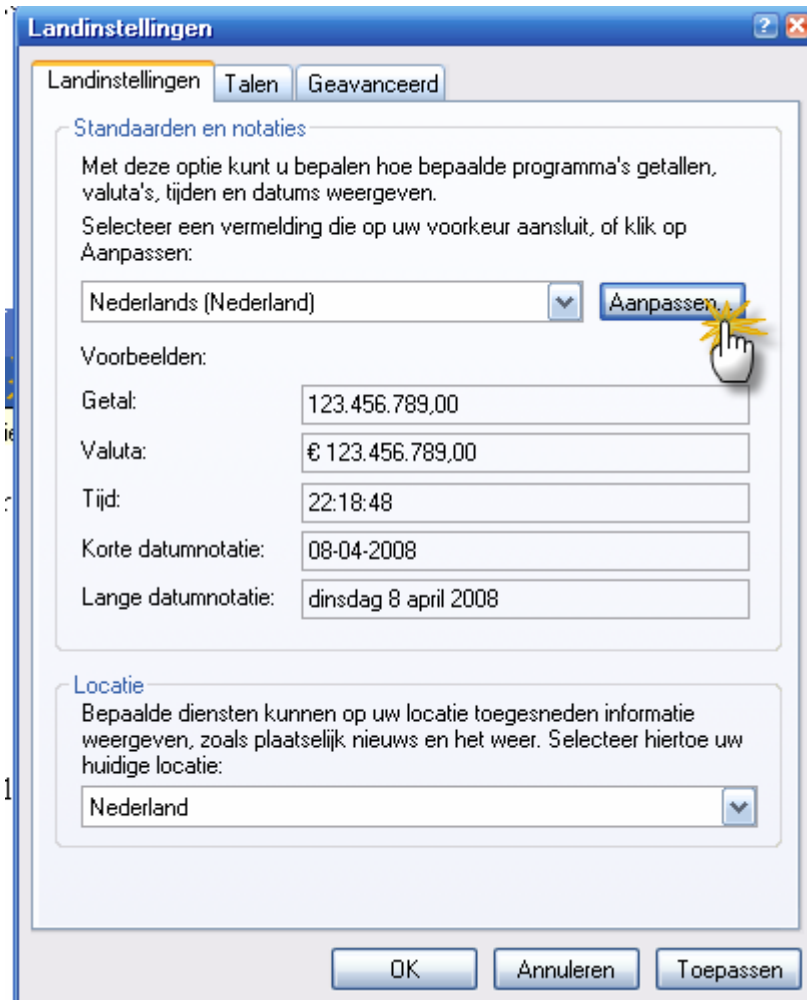 Landinstellingen
Landinstellingen Talen Geavanceerd
Standaarden en notaties
Met deze optie kunt u bepalen hoe bepaalde programma's getallen,
valuta's, tijden en datums weergeven.
Selecteer een vermelding die op uw voorkeur aansluit, of klik op
Aanpassen:
Nederlands (Nederland) Aanpassen...
Voorbeelden:
Getal: 123.456.789,00
Valuta: € 123.456.789,00
Tijd: 22:18:48
Korte datumnotatie: 08-04-2008
Lange datumnotatie: dinsdag 8 april 2008
Locatie
Bepaalde diensten kunnen op uw locatie toegesneden informatie
weergeven, zoals plaatselijk nieuws en het weer. Selecteer hiertoe uw
huidige locatie:
Nederland
OK Annuleren Toepassen